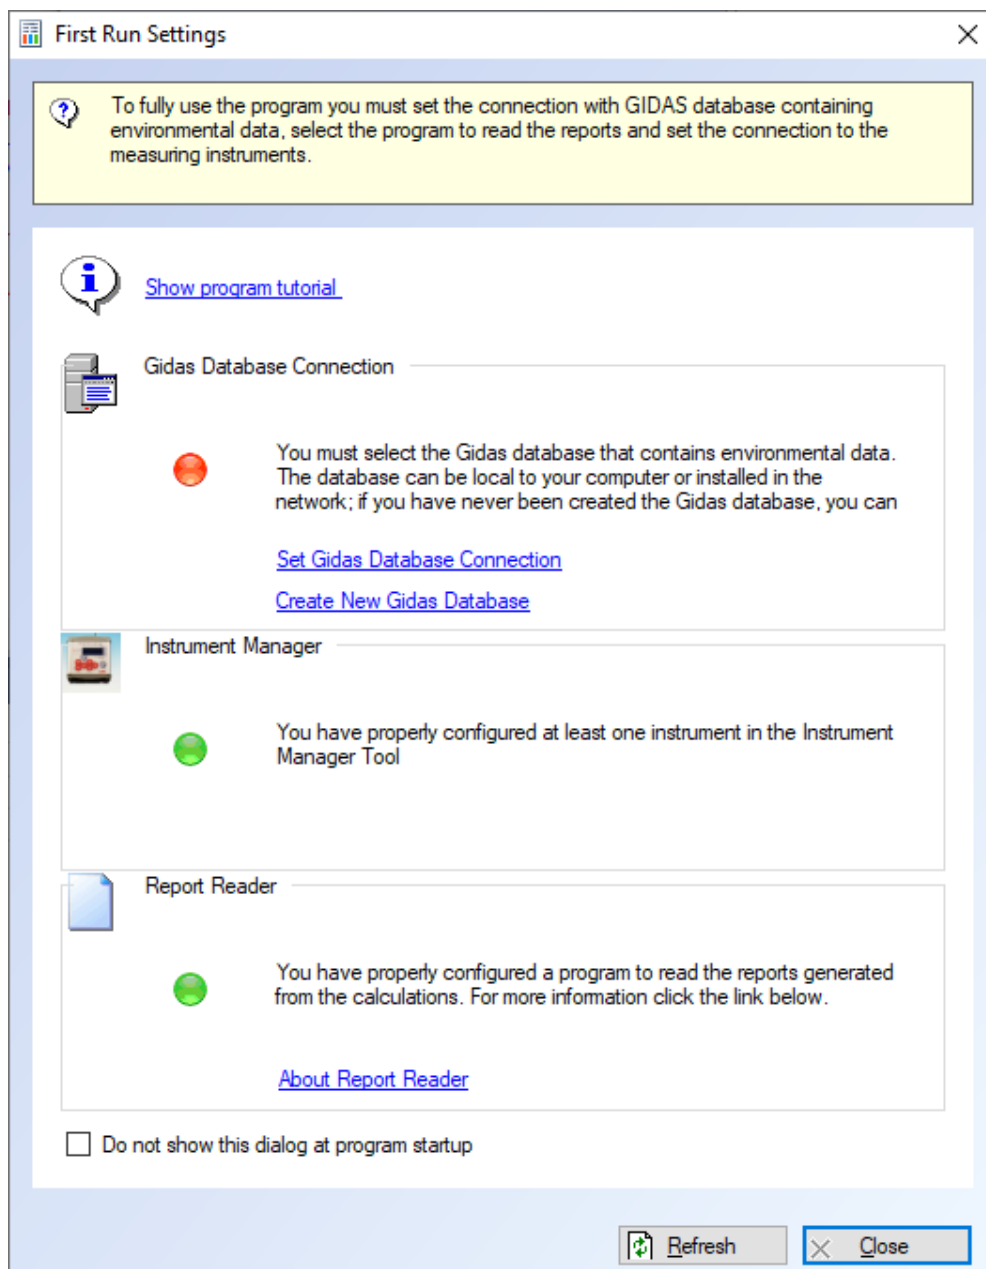 First Run Settings
To fully use the program you must set the connection with GIDAS database containing
environmental data, select the program to read the reports and set the connection to the
measuring instruments.
Show program tutorial
Gidas Database Connection
You must select the Gidas database that contains environmental data.
The database can be local to your computer or installed in the
network; if you have never been created the Gidas database, you can
Set Gidas Database Connection
Create New Gidas Database
Instrument Manager
You have properly configured at least one instrument in the Instrument
Manager Tool
Report Reader
You have properly configured a program to read the reports generated
from the calculations. For more information click the link below.
About Report Reader
Do not show this dialog at program startup
Refresh
Close